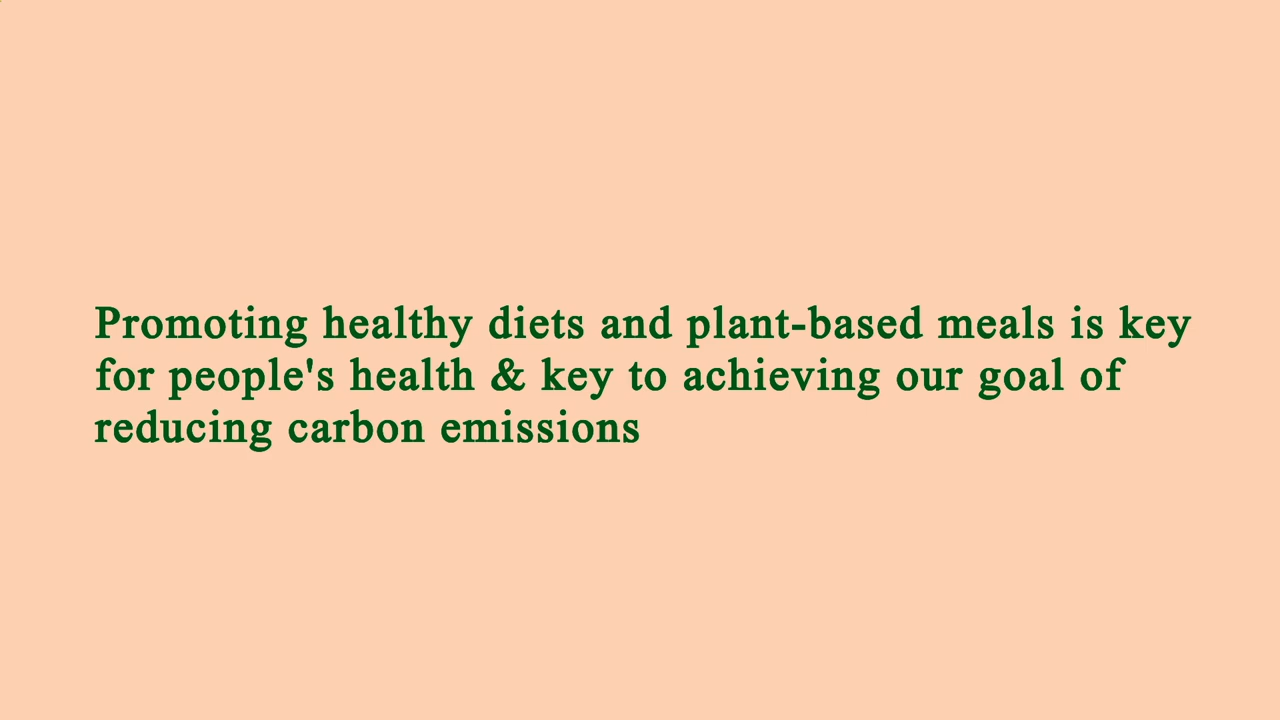 Promoting healthy diets and plant-based meals is key
for people's health & key to achieving our goal of
reducing carbon emissions